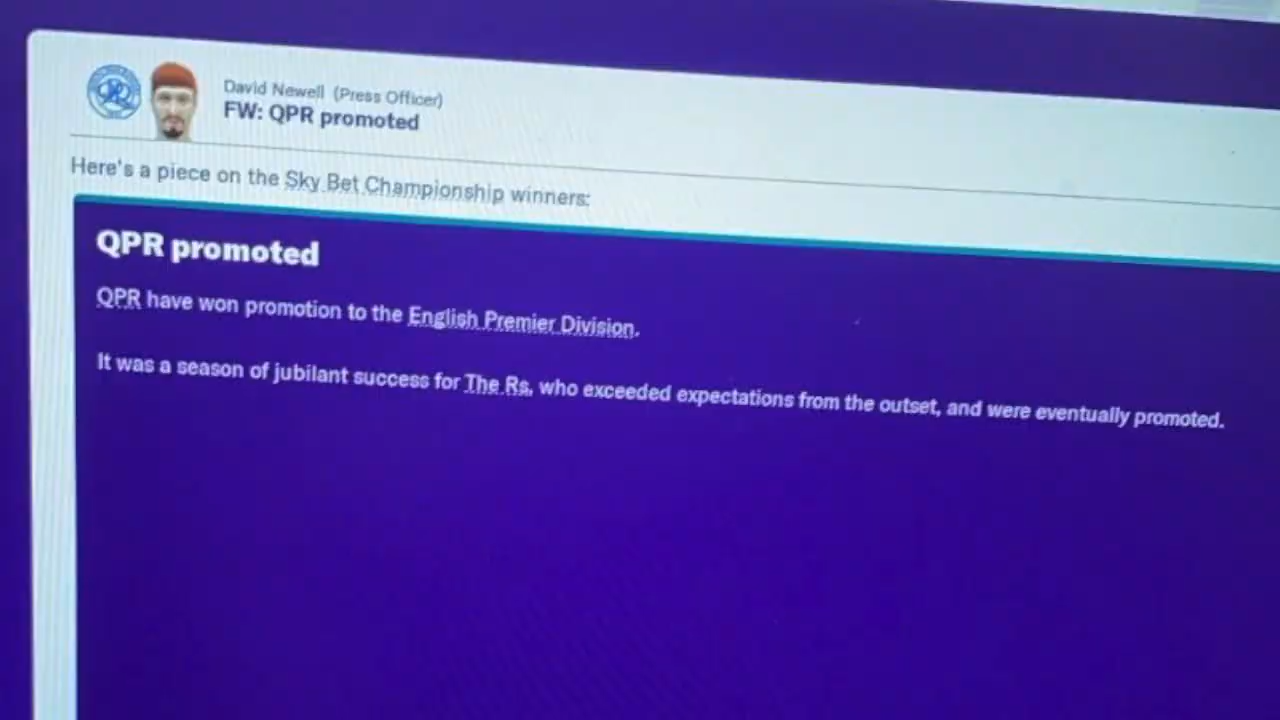 David Newell (Press Officer)
FW: QPR promoted
Here's a piece on the Sky Bet Championship winners:
QPR promoted
QPR have won promotion to the English Premier Division.
It was a season of jubilant success for The Rs, who exceeded expectations from the outset, and were eventually promoted.